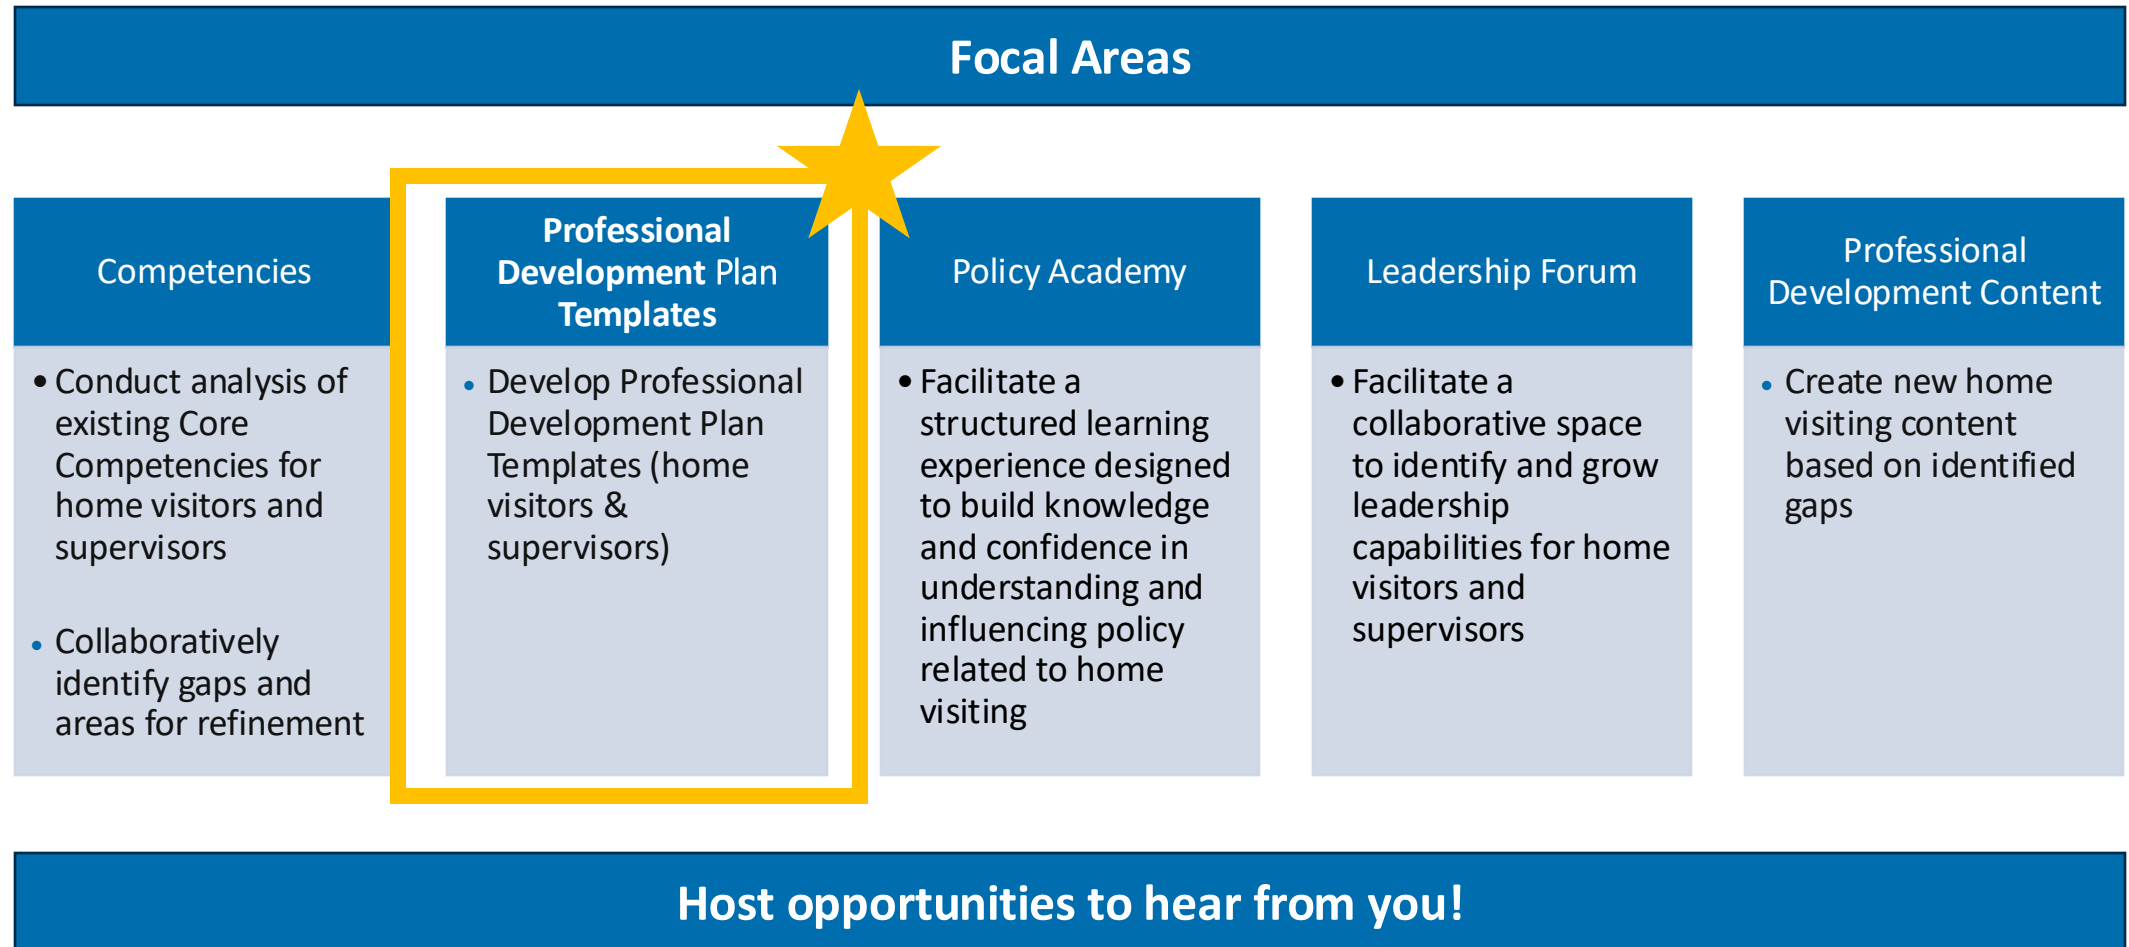 Focal Areas
Competencies
• Conduct analysis of
existing Core
Competencies for
home visitors and
supervisors
• Collaboratively
identify gaps and
areas for refinement
Professional
Development Plan
Templates
• Develop Professional
Development Plan
Templates (home
visitors &
supervisors)
Policy Academy
• Facilitate a
structured learning
experience designed
to build knowledge
and confidence in
understanding and
influencing policy
related to home
visiting
Leadership Forum
• Facilitate a
collaborative space
to identify and grow
leadership
capabilities for home
visitors and
supervisors
Professional
Development Content
• Create new home
visiting content
based on identified
gaps
Host opportunities to hear from you!